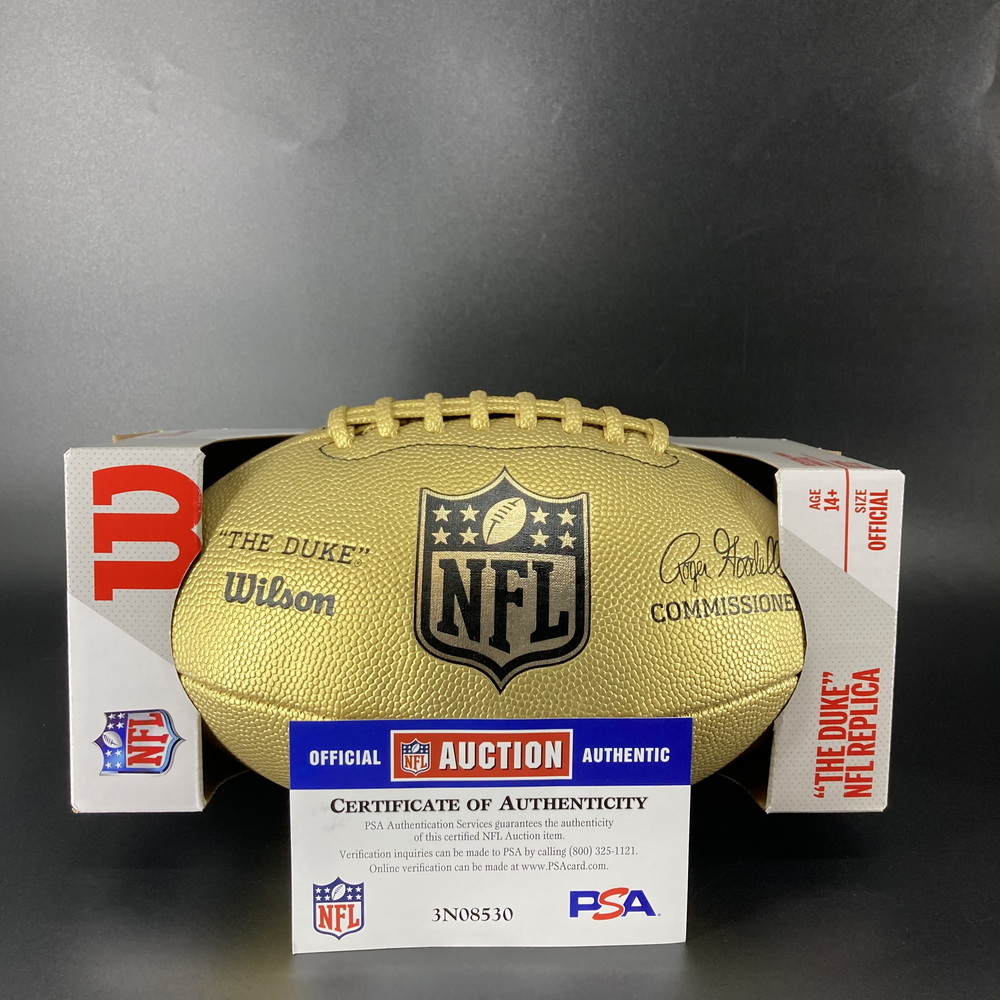 W
NFL
"THE DUKE"
Wilson
NFL
Roger Goodell
COMMISSIONE
AGE
14+
SIZE
OFFICIAL
"THE DUKE"
NFL REPLICA
OFFICIAL NFL AUCTION AUTHENTIC
CERTIFICATE OF AUTHENTICITY
PSA Authentication Services guarantees the authenticity
of this certified NFL Auction item.
Verification inquiries can be made to PSA by calling (800) 325-1121.
Online verification can be made at www.PSAcard.com.
NFL
3N08530
PSA